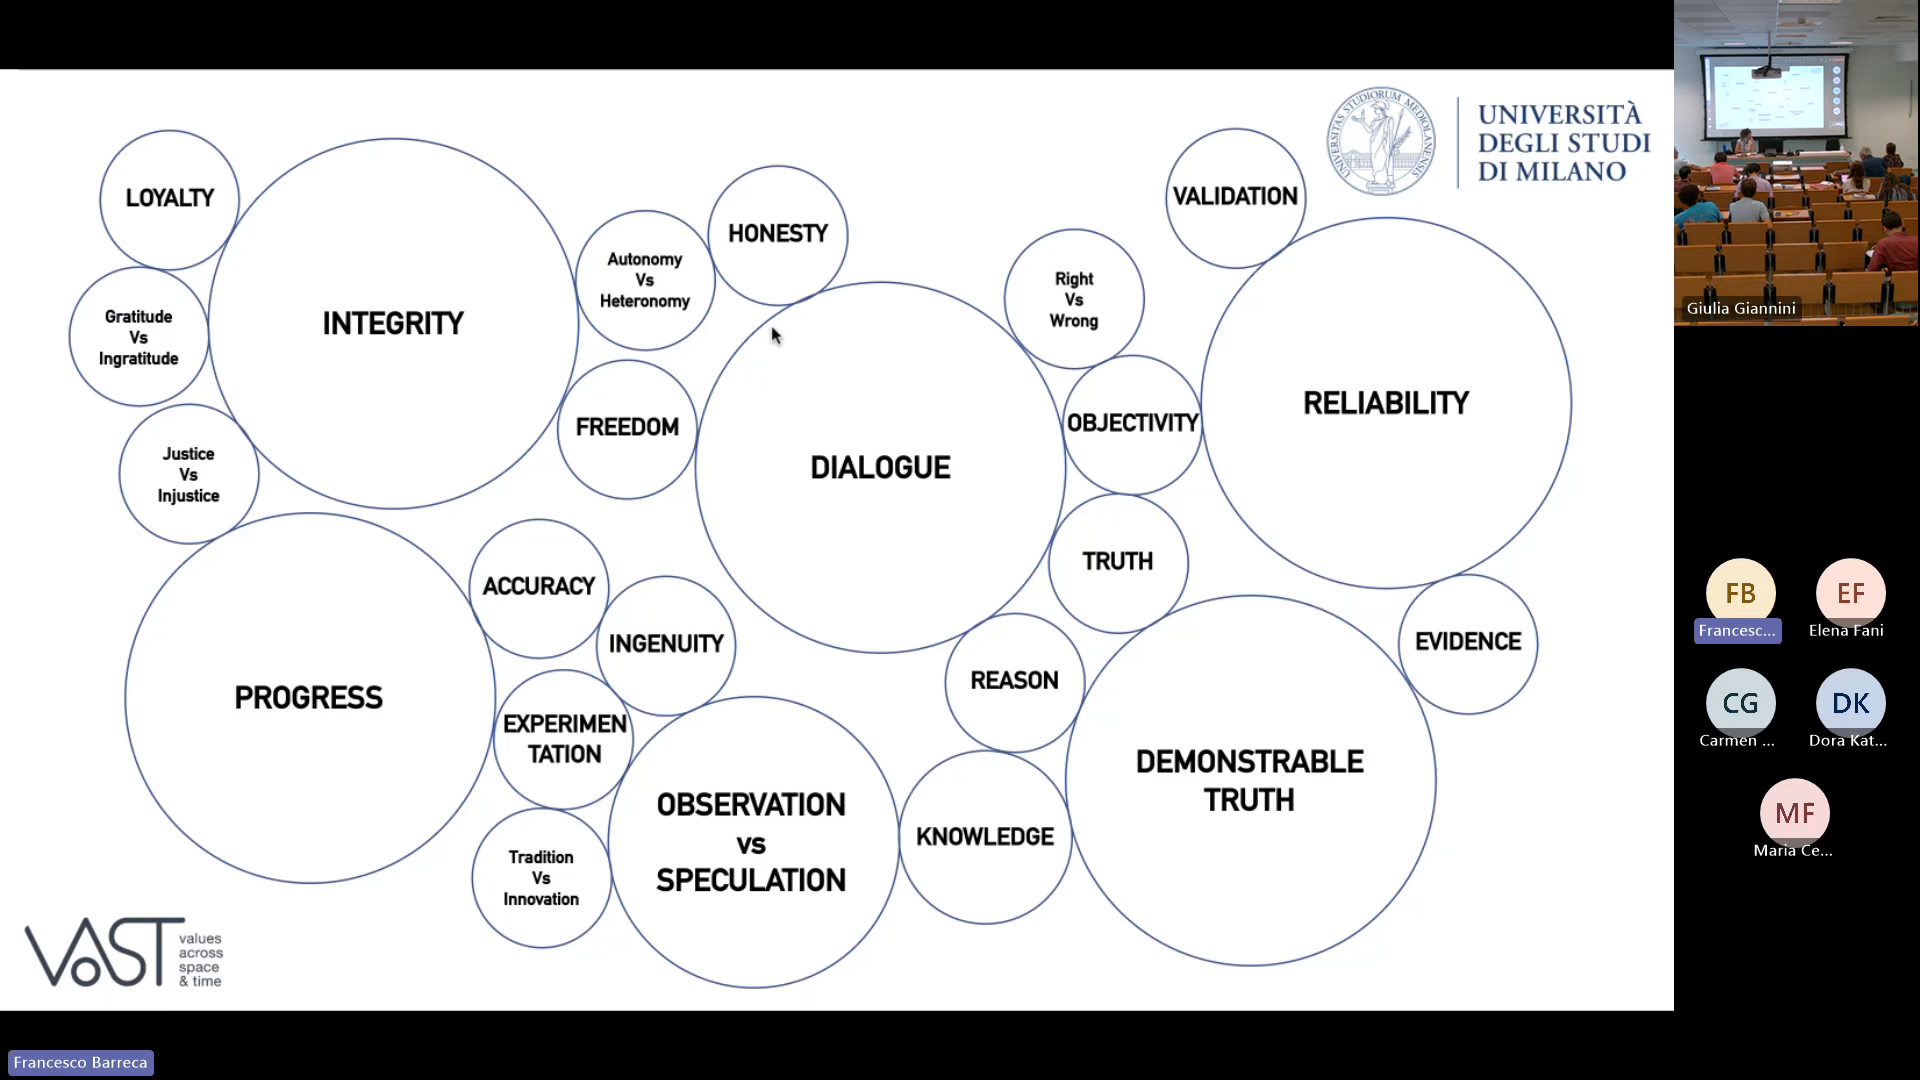 UNIVERSITÀ
DEGLI STUDI
DI MILANO
UNIVERSITAS STUDIORUM MEDIOLANENSIS
LOYALTY
INTEGRITY
HONESTY
VALIDATION
Autonomy
Vs
Heteronomy
Right
Vs
Wrong
Gratitude
Vs
Ingratitude
FREEDOM
DIALOGUE
OBJECTIVITY
RELIABILITY
Justice
Vs
Injustice
ACCURACY
TRUTH
INGENUITY
REASON
EVIDENCE
PROGRESS
EXPERIMEN
TATION
OBSERVATION
vs
SPECULATION
KNOWLEDGE
DEMONSTRABLE
TRUTH
Tradition
Vs
Innovation
VAST
values
across
space
& time
Francesco Barreca
Giulia Giannini
FB
Francesc...
EF
Elena Fani
CG
Carmen ...
DK
Dora Kat...
MF
Maria Ce...